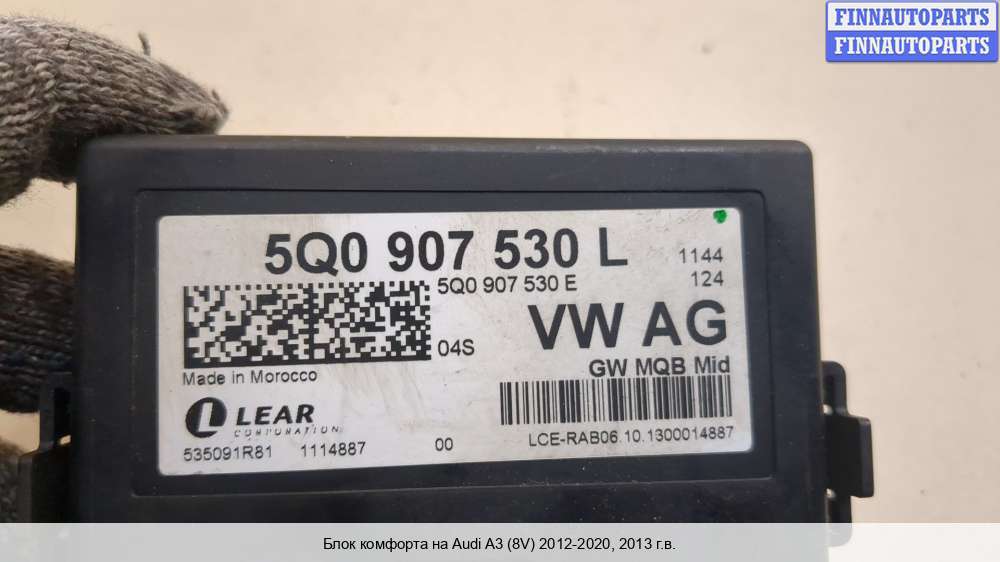 FINNAUTOPARTS
FINNAUTOPARTS
5Q0 907 530 L
1144
5Q0 907 530 E
124
VW AG
04S
GW MQB Mid
Made in Morocco
LEAR
CORPORATION
LCE-RAB06.10.1300014887
535091R81 1114887 00
Блок комфорта на Audi A3 (8V) 2012-2020, 2013 г.в.